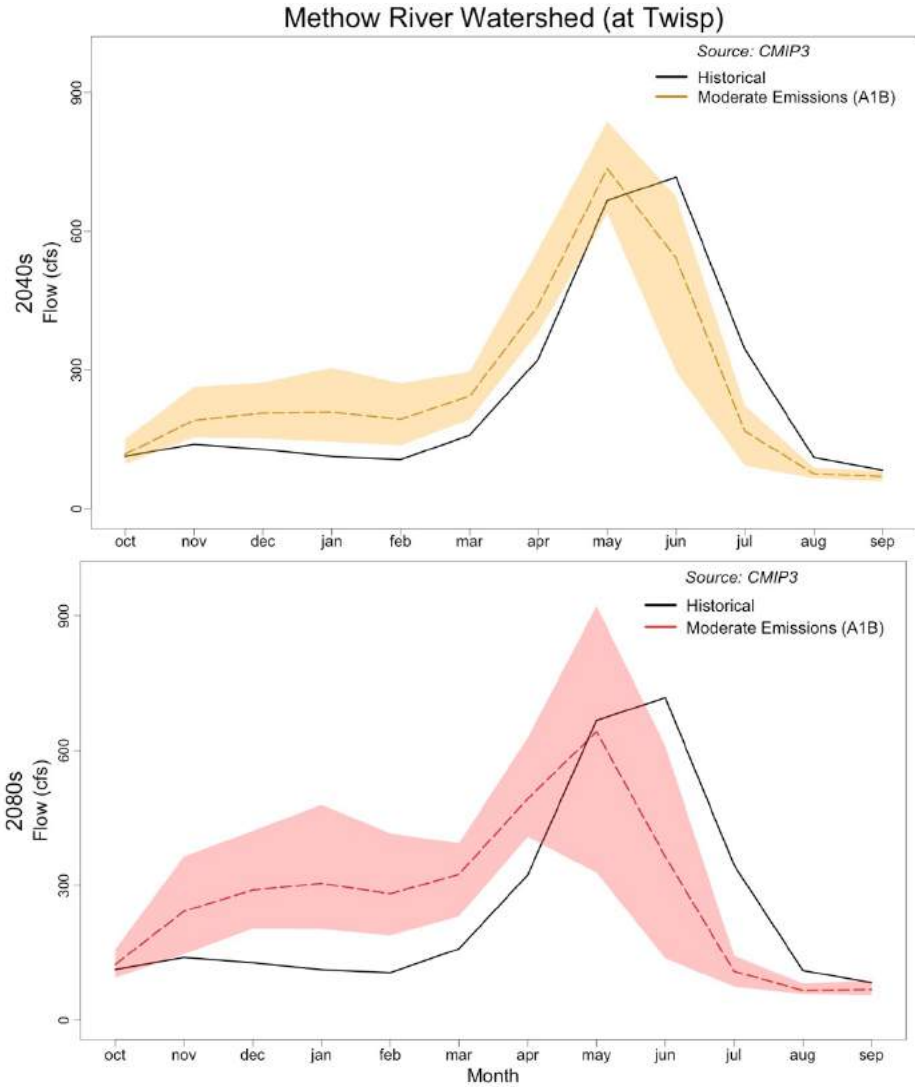 Methow River Watershed (at Twisp)
Source: CMIP3
Historical
Moderate Emissions (A1B)
2040s
Flow (cfs)
900
600
300
0
oct nov dec jan feb mar apr may jun jul aug sep
Source: CMIP3
Historical
Moderate Emissions (A1B)
2080s
Flow (cfs)
900
600
300
0
oct nov dec jan feb mar apr may jun jul aug sep
Month